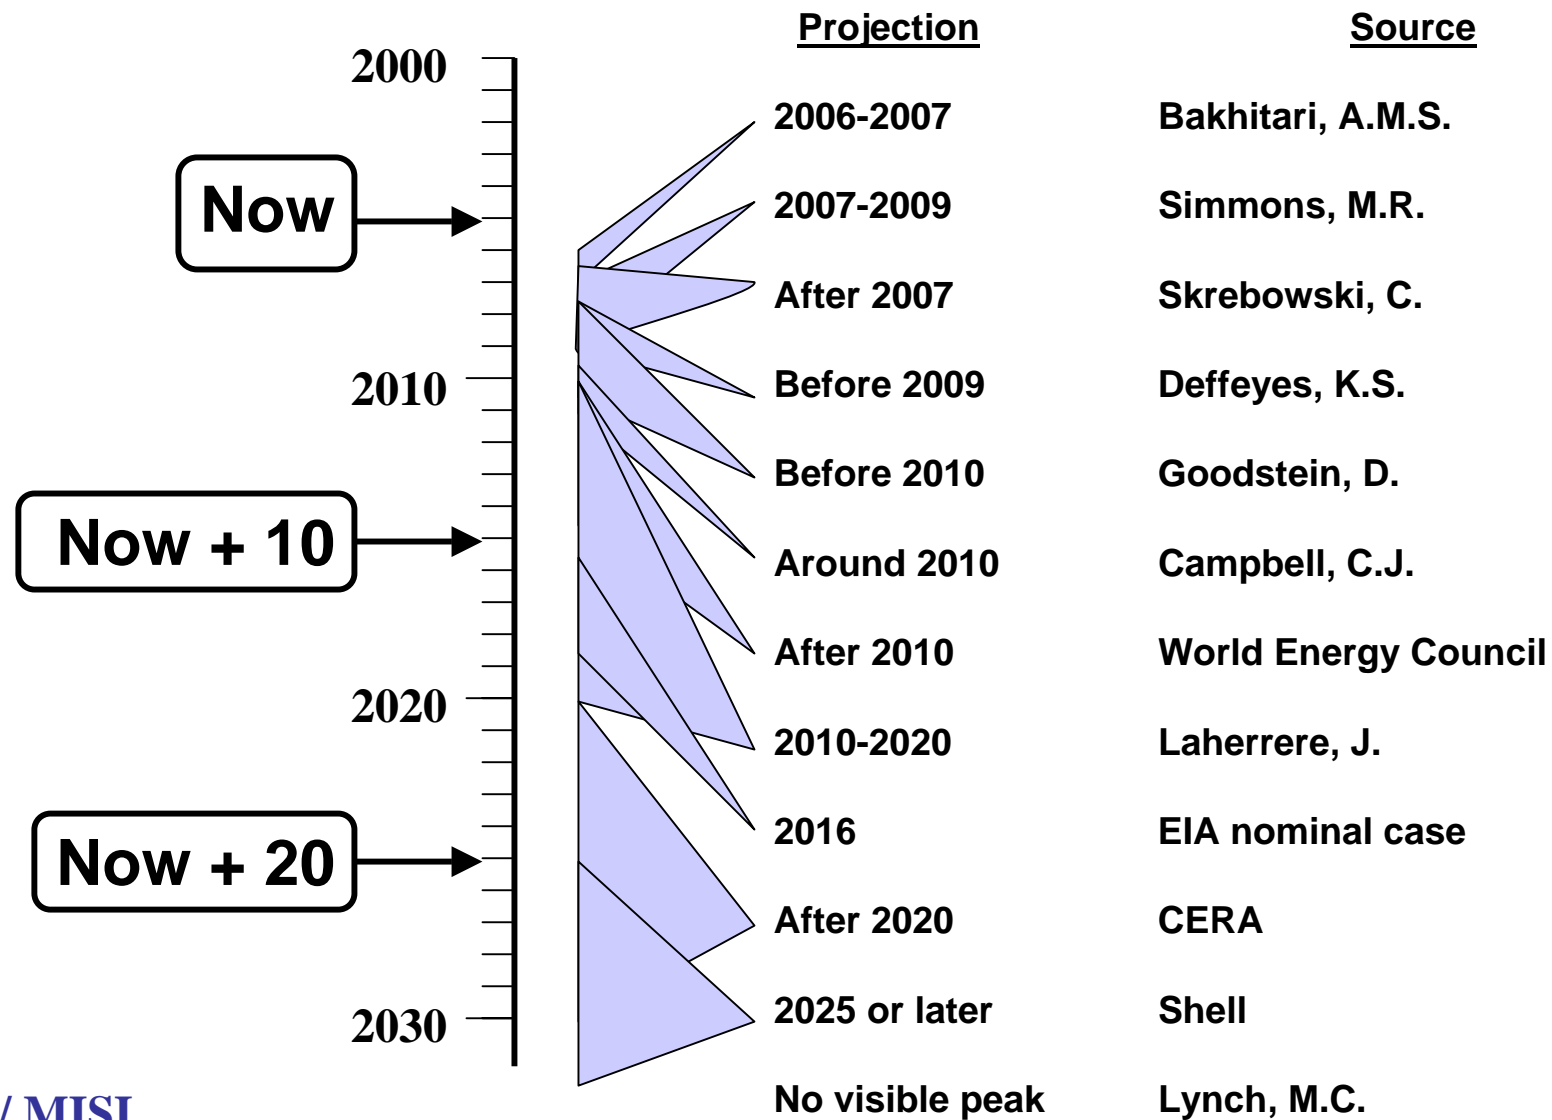 Projection Source
2000
2006-2007 Bakhitari, A.M.S.
Now
2007-2009 Simmons, M.R.
After 2007 Skrebowski, C.
2010
Before 2009 Deffeyes, K.S.
Before 2010 Goodstein, D.
Now + 10
Around 2010 Campbell, C.J.
After 2010 World Energy Council
2020
2010-2020 Laherrere, J.
2016 EIA nominal case
Now + 20
After 2020 CERA
2030
2025 or later Shell
No visible peak Lynch, M.C.
/ MISI